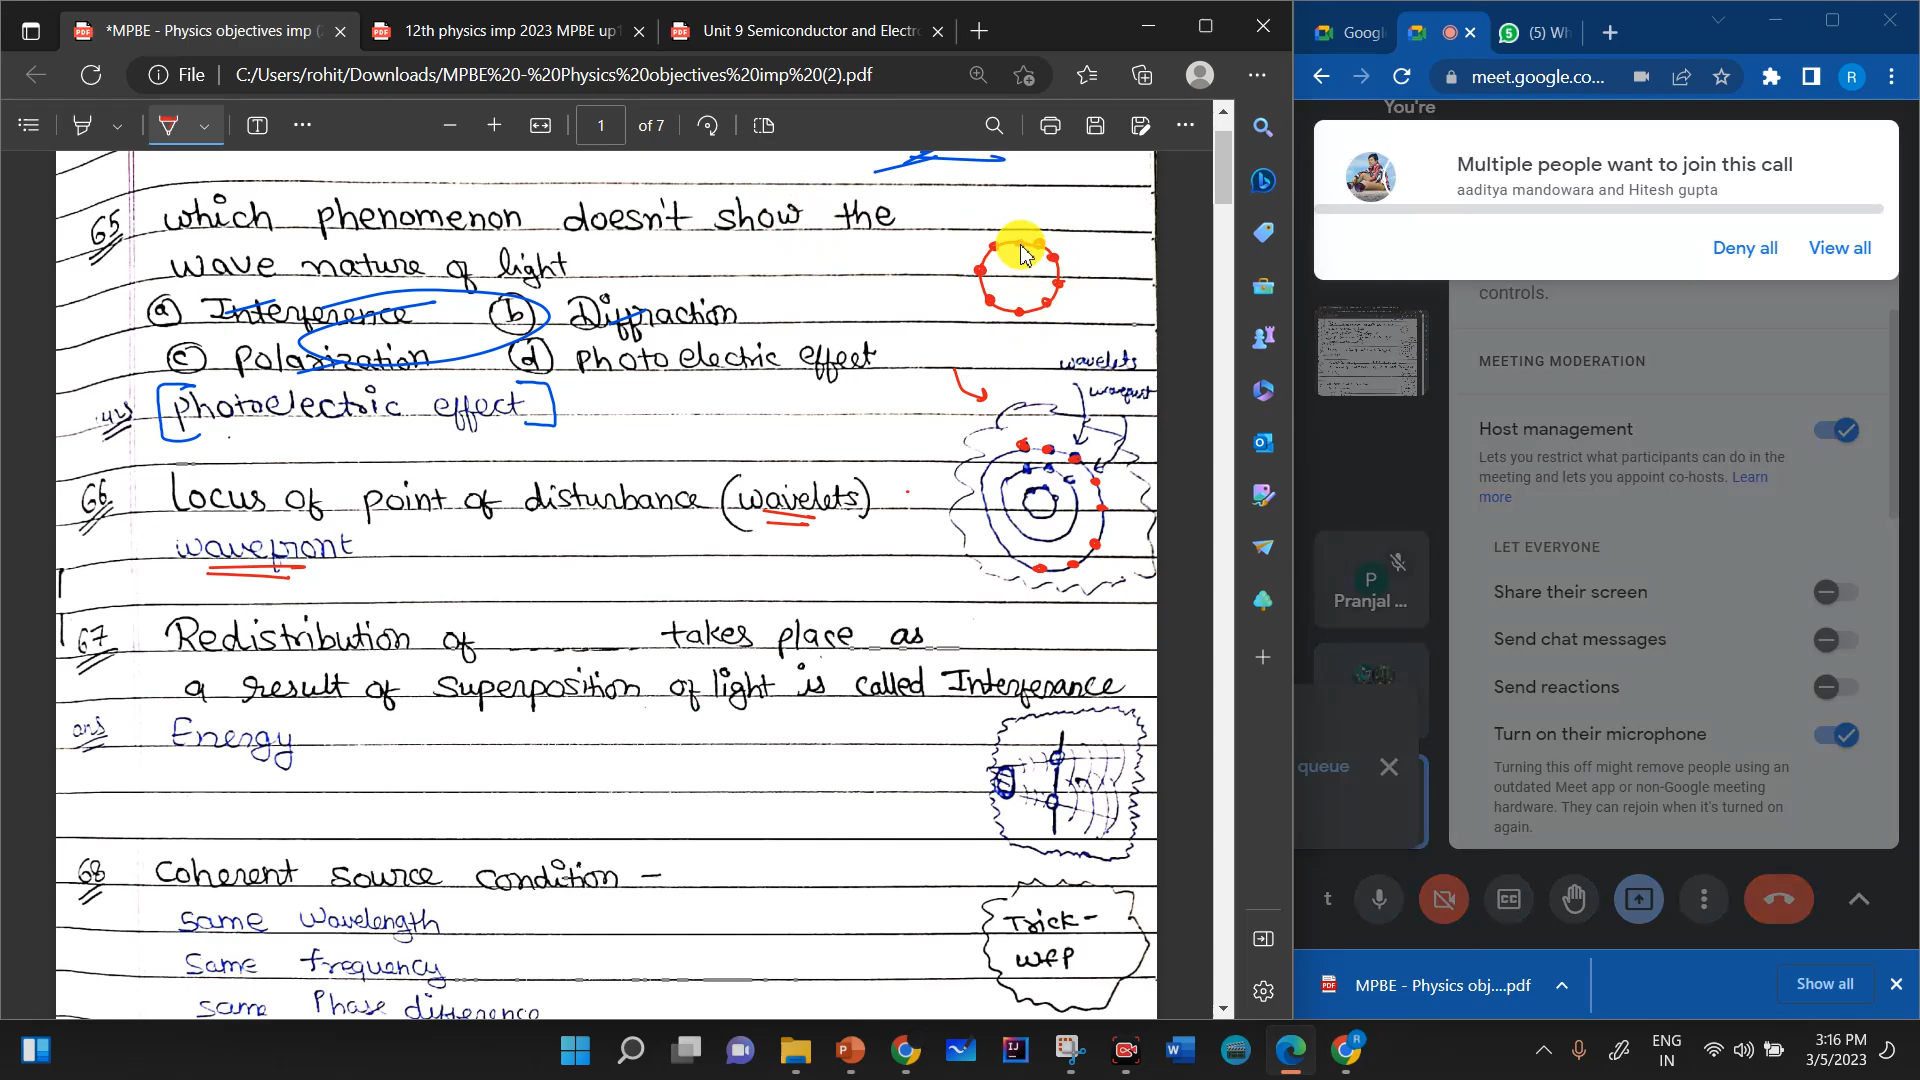 *MPBE - Physics objectives imp (
12th physics imp 2023 MPBE up
Unit 9 Semiconductor and Electr
File
C:/Users/rohit/Downloads/MPBE%20-%20Physics%20objectives%20imp%20(2).pdf
1 of 7
65 which phenomenon doesn't show the
wave nature of light
(a) Interference (b) Diffraction
(c) Polarization (d) Photoelectric effect
Photoelectric effect
wavelets
66 Locus of point of disturbance (waivelets)
wavefront
67 Redistribution of ------ takes place as
a result of superposition of light is called Interferance
ans Energy
68 Coherent source condition -
same wavelength
same frequency
same Phase difference
Trick-
WFP
Googl
(5) Wh
meet.google.co...
R
You're
Multiple people want to join this call
aaditya mandowara and Hitesh gupta
Deny all
View all
controls.
MEETING MODERATION
Host management
Lets you restrict what participants can do in the
meeting and lets you appoint co-hosts. Learn
more
LET EVERYONE
Share their screen
Send chat messages
Send reactions
Turn on their microphone
Turning this off might remove people using an
outdated Meet app or non-Google meeting
hardware. They can rejoin when it's turned on
again.
P
Pranjal ...
queue
t
MPBE - Physics obj....pdf
Show all
ENG
IN
3:16 PM
3/5/2023